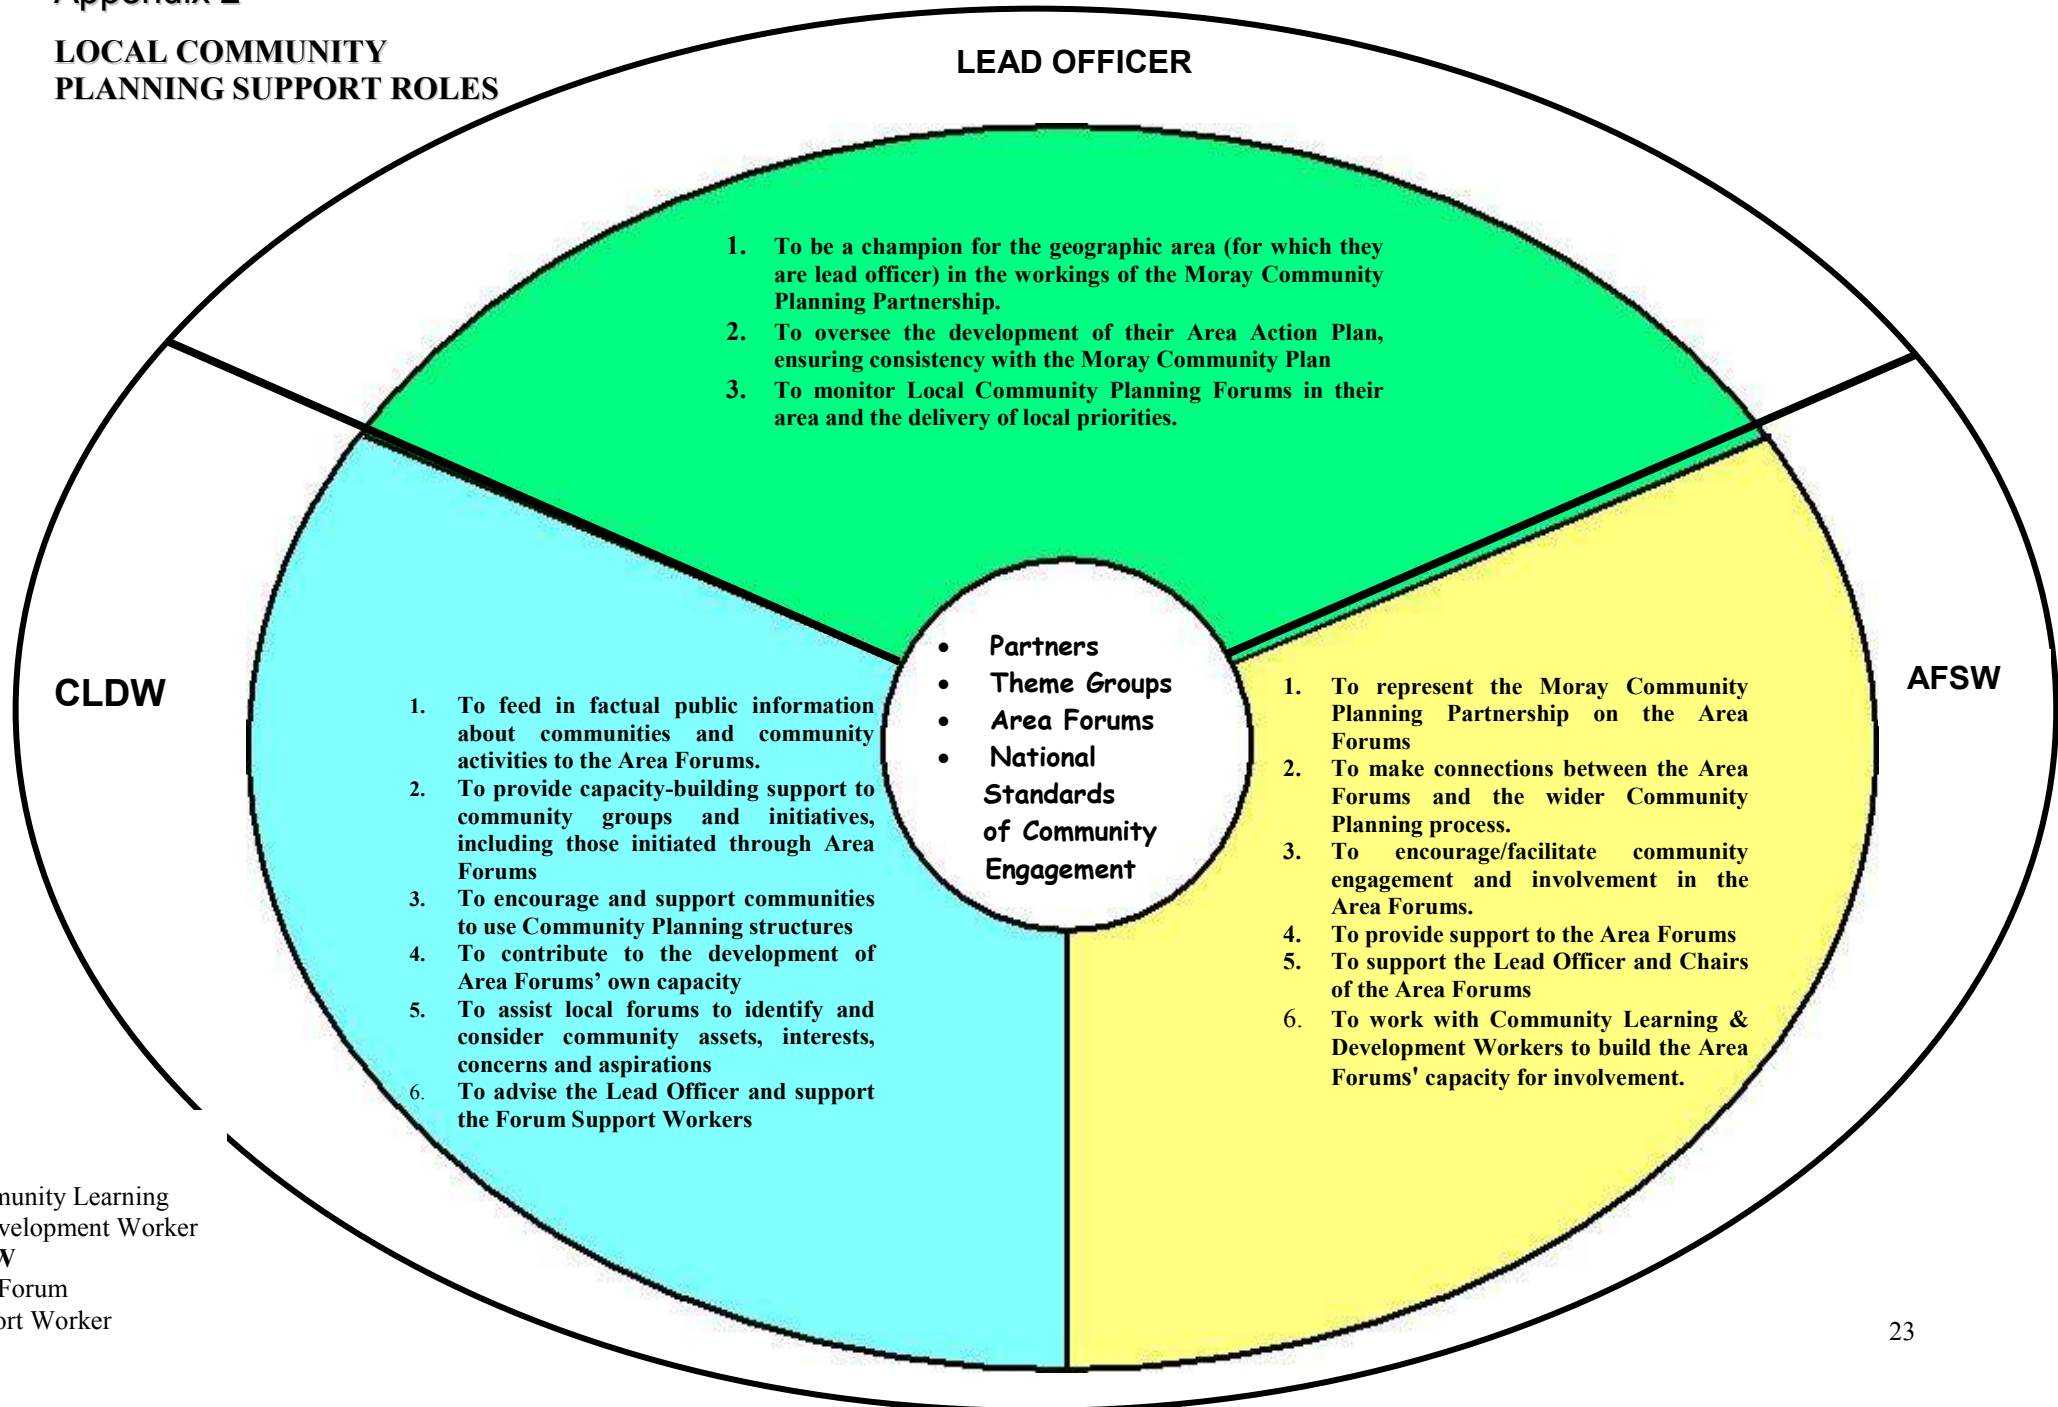 Appendix 2
LOCAL COMMUNITY
PLANNING SUPPORT ROLES
LEAD OFFICER
1. To be a champion for the geographic area (for which they
are lead officer) in the workings of the Moray Community
Planning Partnership.
2. To oversee the development of their Area Action Plan,
ensuring consistency with the Moray Community Plan
3. To monitor Local Community Planning Forums in their
area and the delivery of local priorities.
CLDW
1. To feed in factual public information
about communities and community
activities to the Area Forums.
2. To provide capacity-building support to
community groups and initiatives,
including those initiated through Area
Forums
3. To encourage and support communities
to use Community Planning structures
4. To contribute to the development of
Area Forums’ own capacity
5. To assist local forums to identify and
consider community assets, interests,
concerns and aspirations
6. To advise the Lead Officer and support
the Forum Support Workers
• Partners
• Theme Groups
• Area Forums
• National
Standards
of Community
Engagement
AFSW
1. To represent the Moray Community
Planning Partnership on the Area
Forums
2. To make connections between the Area
Forums and the wider Community
Planning process.
3. To encourage/facilitate community
engagement and involvement in the
Area Forums.
4. To provide support to the Area Forums
5. To support the Lead Officer and Chairs
of the Area Forums
6. To work with Community Learning &
Development Workers to build the Area
Forums' capacity for involvement.
munity Learning
velopment Worker
W
Forum
ort Worker
23